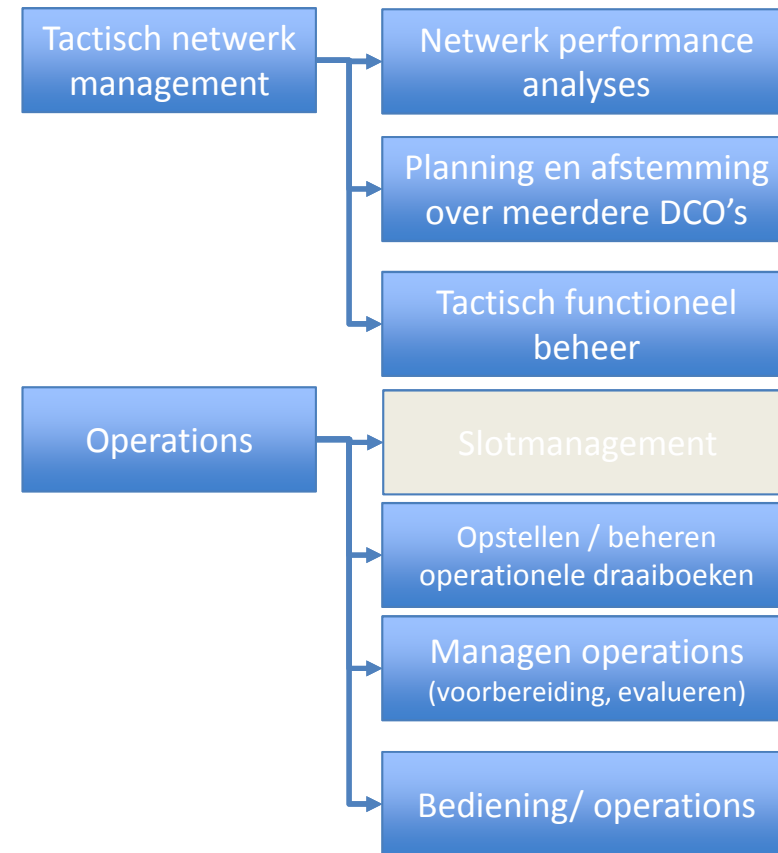 Tactisch netwerk
management
Netwerk performance
analyses
Planning en afstemming
over meerdere DCO's
Tactisch functioneel
beheer
Operations
Slotmanagement
Opstellen / beheren
operationele draaiboeken
Managen operations
(voorbereiding, evalueren)
Bediening/ operations